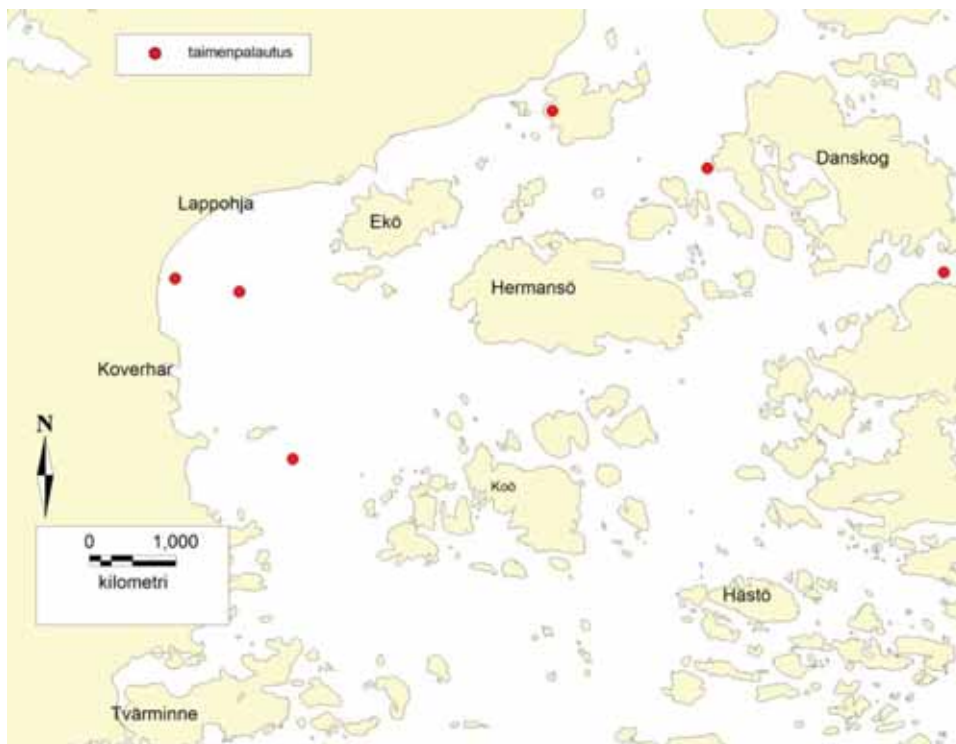 taimenpalautus
Danskog
Lappohja
Ekö
Hermansö
Koverhar
N
Koö
0 1,000
kilometri
Hästö
Tvärminne